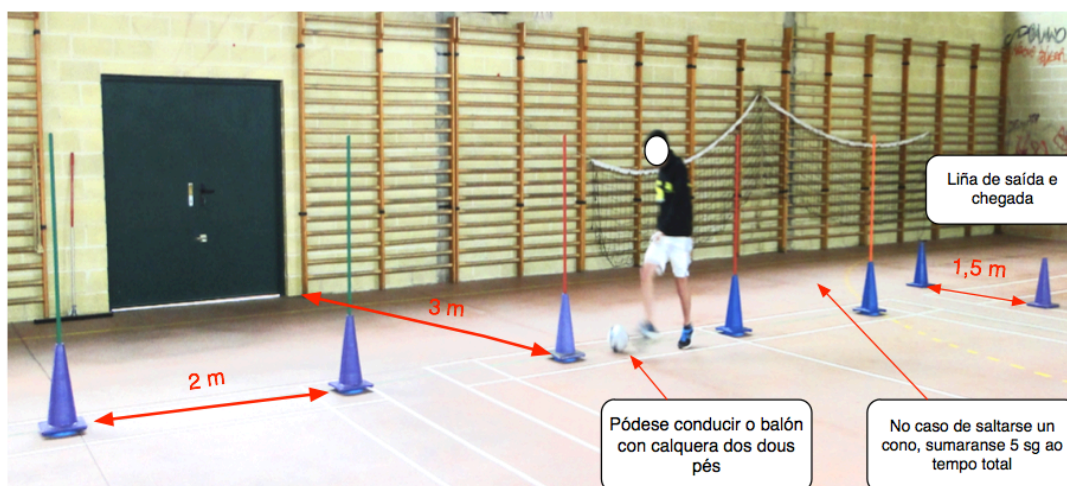 Liña de saída e
chegada
1,5 m
3 m
2 m
Pódese conducir o balón
con calquera dos dous
pés
No caso de saltarse un
cono, sumaranse 5 sg ao
tempo total